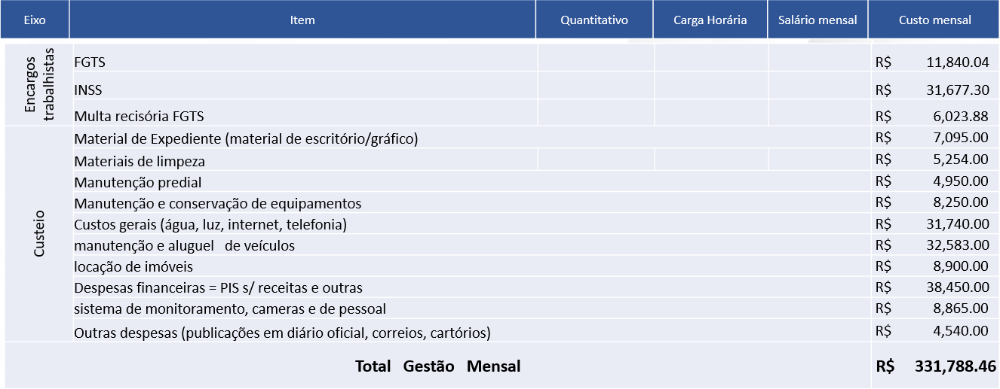 Eixo Item Quantitativo Carga Horária Salário mensal Custo mensal
Encargos trabalhistas
FGTS R$ 11,840.04
INSS R$ 31,677.30
Multa recisória FGTS R$ 6,023.88
Custeio
Material de Expediente (material de escritório/gráfico) R$ 7,095.00
Materiais de limpeza R$ 5,254.00
Manutenção predial R$ 4,950.00
Manutenção e conservação de equipamentos R$ 8,250.00
Custos gerais (água, luz, internet, telefonia) R$ 31,740.00
manutenção e aluguel de veículos R$ 32,583.00
locação de imóveis R$ 8,900.00
Despesas financeiras = PIS s/ receitas e outras R$ 38,450.00
sistema de monitoramento, cameras e de pessoal R$ 8,865.00
Outras despesas (publicações em diário oficial, correios, cartórios) R$ 4,540.00
Total Gestão Mensal R$ 331,788.46